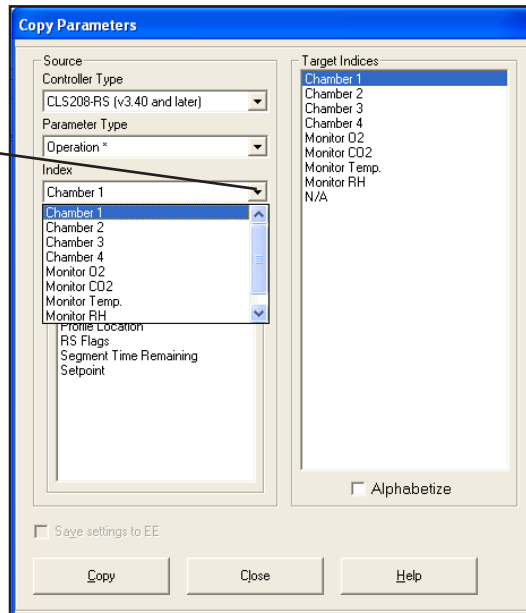 Copy Parameters
Source
Controller Type
CLS208-RS (v3.40 and later)
Parameter Type
Operation *
Index
Chamber 1
Chamber 1
Chamber 2
Chamber 3
Chamber 4
Monitor O2
Monitor CO2
Monitor Temp.
Monitor RH
Profile Location
RS Flags
Segment Time Remaining
Setpoint
Target Indices
Chamber 1
Chamber 2
Chamber 3
Chamber 4
Monitor O2
Monitor CO2
Monitor Temp.
Monitor RH
N/A
Alphabetize
Save settings to EE
Copy
Close
Help